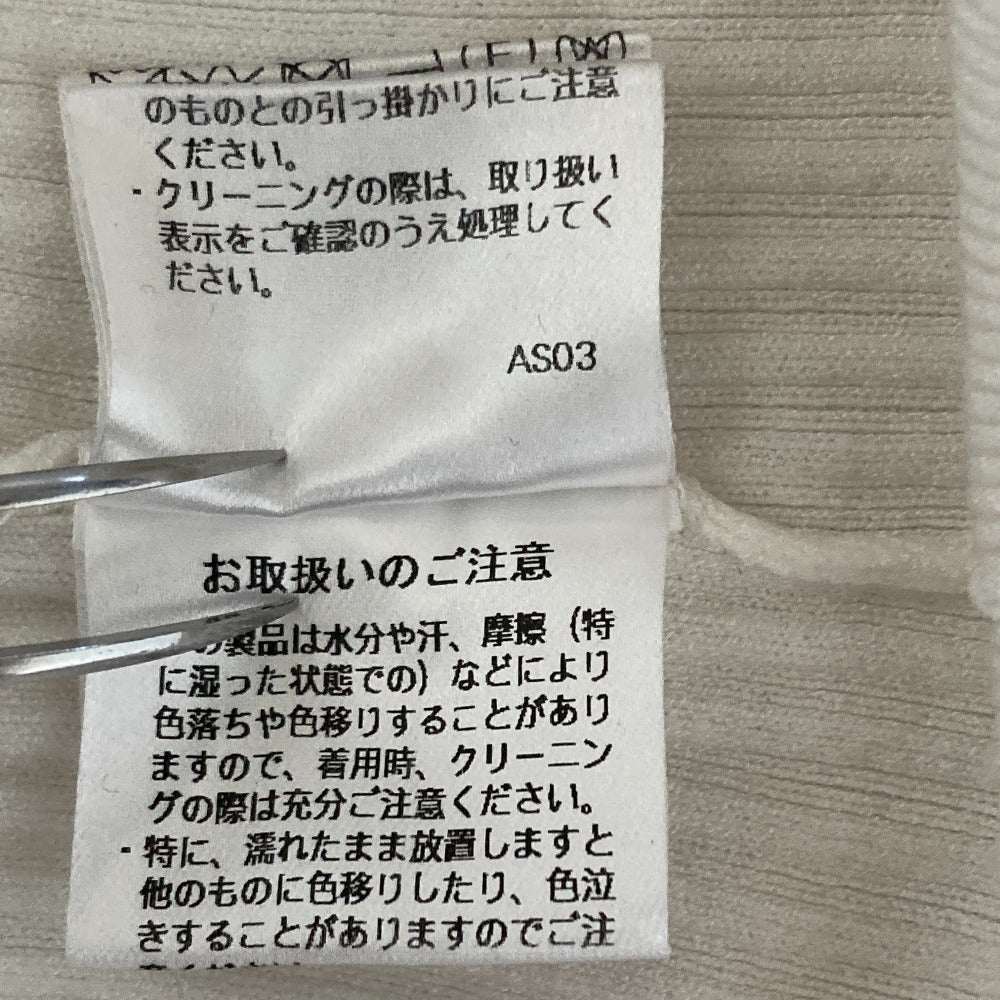 のものとの引っ掛かりにご注意
ください。
・クリーニングの際は、取り扱い
表示をご確認のうえ処理してく
ださい。
AS03
お取扱いのご注意
の製品は水分や汗、摩擦（特
に湿った状態での）などにより
色落ちや色移りすることがあり
ますので、着用時、クリーニン
グの際は充分ご注意ください。
・特に、濡れたまま放置しますと
他のものに色移りしたり、色泣
きすることがありますのでご注